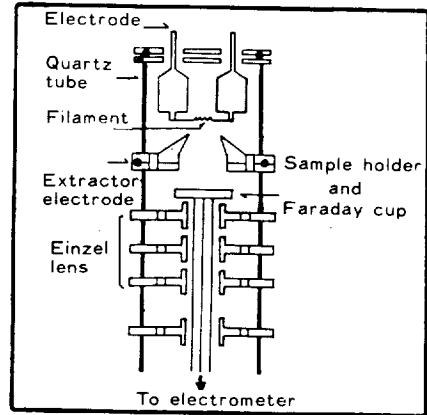 Electrode
Quartz
tube
Filament
Extractor
electrode
Sample holder
and
Faraday cup
Einzel
lens
To electrometer